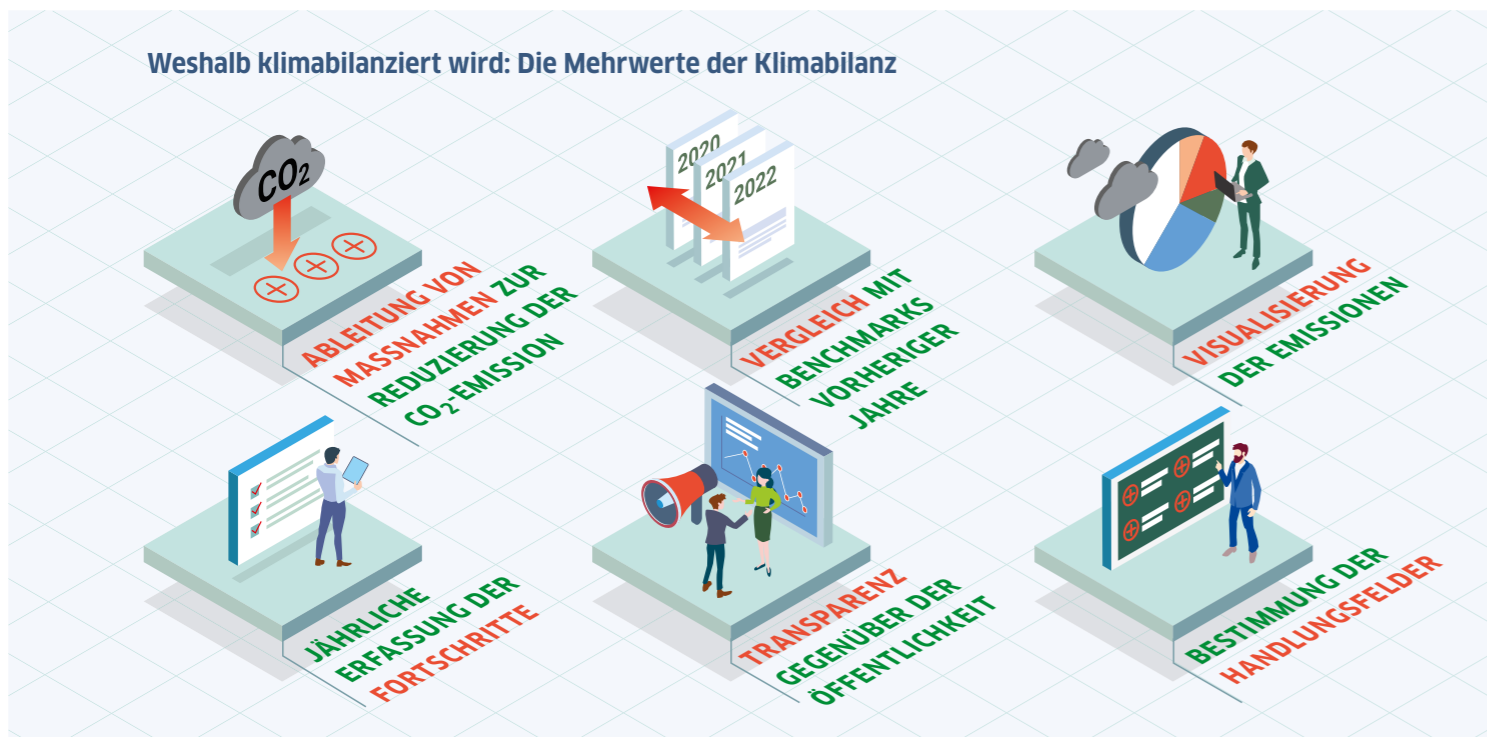 Weshalb klimabilanziert wird: Die Mehrwerte der Klimabilanz
CO2
ABLEITUNG VON
MASSNAHMEN ZUR
REDUZIERUNG DER
CO₂-EMISSION
2020
2021
2022
VERGLEICH MIT
BENCHMARKS
VORHERIGER
JAHRE
VISUALISIERUNG
DER EMISSIONEN
JÄHRLICHE
ERFASSUNG DER
FORTSCHRITTE
TRANSPARENZ
GEGENÜBER DER
ÖFFENTLICHKEIT
BESTIMMUNG DER
HANDLUNGSFELDER